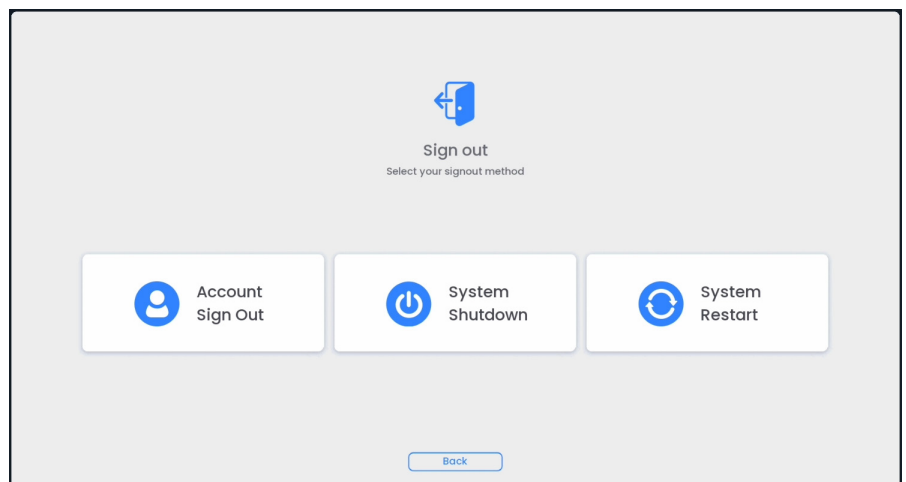 Sign out
Select your signout method
Account
Sign Out
System
Shutdown
System
Restart
Back